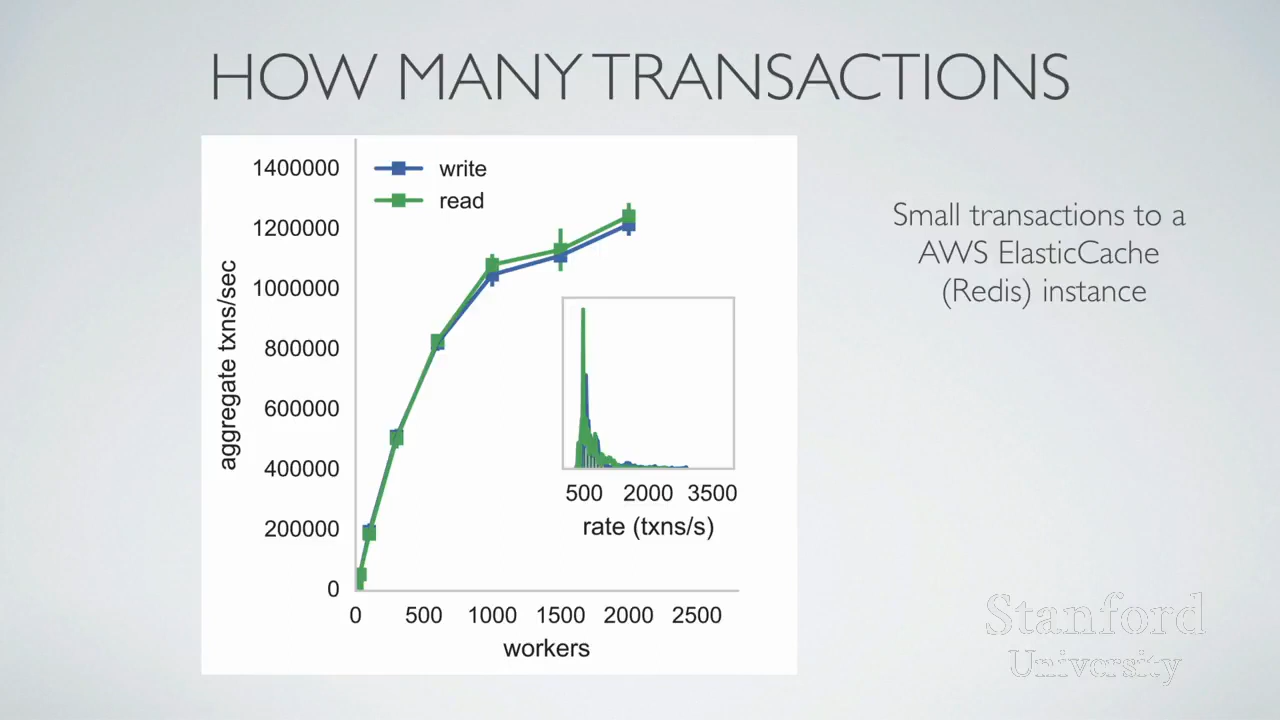 HOW MANY TRANSACTIONS
1400000
1200000
1000000
800000
600000
400000
200000
0
aggregate txns/sec
write
read
500 2000 3500
rate (txns/s)
0 500 1000 1500 2000 2500
workers
Small transactions to a
AWS ElasticCache
(Redis) instance
Stanford
University